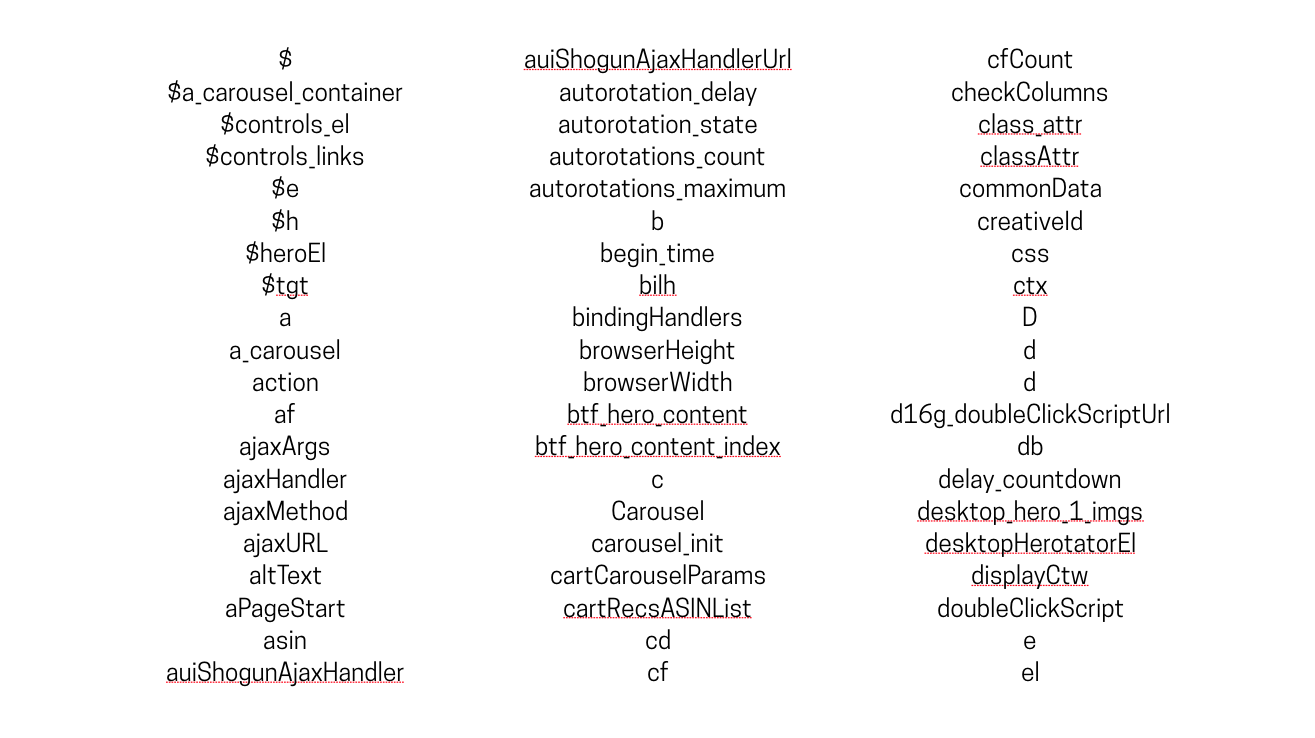 $
$a_carousel_container
$controls_el
$controls_links
$e
$h
$heroEl
$tgt
a
a_carousel
action
af
ajaxArgs
ajaxHandler
ajaxMethod
ajaxURL
altText
aPageStart
asin
auiShogunAjaxHandler
auiShogunAjaxHandlerUrl
autorotation_delay
autorotation_state
autorotations_count
autorotations_maximum
b
begin_time
bilh
bindingHandlers
browserHeight
browserWidth
btf_hero_content
btf_hero_content_index
c
Carousel
carousel_init
cartCarouselParams
cartRecsASINList
cd
cf
cfCount
checkColumns
class_attr
classAttr
commonData
creativeId
css
ctx
D
d
d
d16g_doubleClickScriptUrl
db
delay_countdown
desktop_hero_1_imgs
desktopHerotatorEl
displayCtw
doubleClickScript
e
el